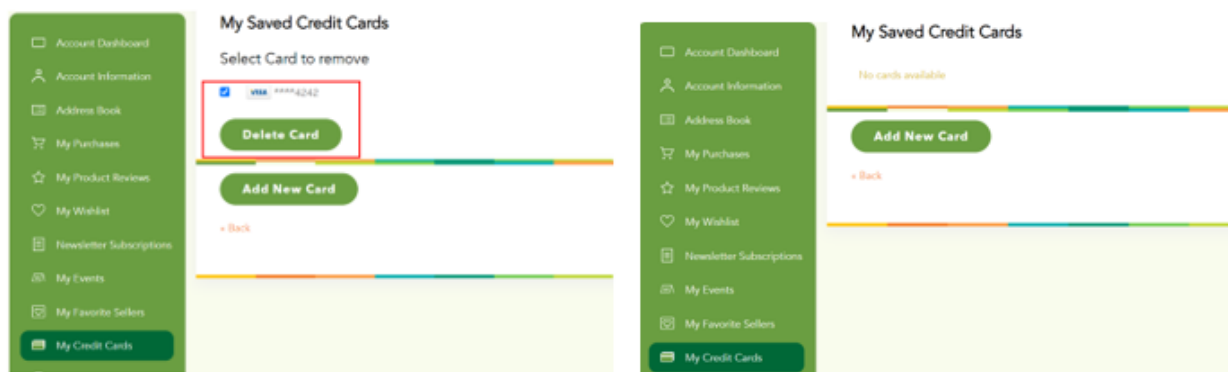 My Saved Credit Cards
Select Card to remove
VISA ****4242
Delete Card
Add New Card
« Back
Account Dashboard
Account Information
Address Book
My Purchases
My Product Reviews
My Wishlist
Newsletter Subscriptions
My Events
My Favorite Sellers
My Credit Cards
My Saved Credit Cards
No cards available
Add New Card
« Back
Account Dashboard
Account Information
Address Book
My Purchases
My Product Reviews
My Wishlist
Newsletter Subscriptions
My Events
My Favorite Sellers
My Credit Cards